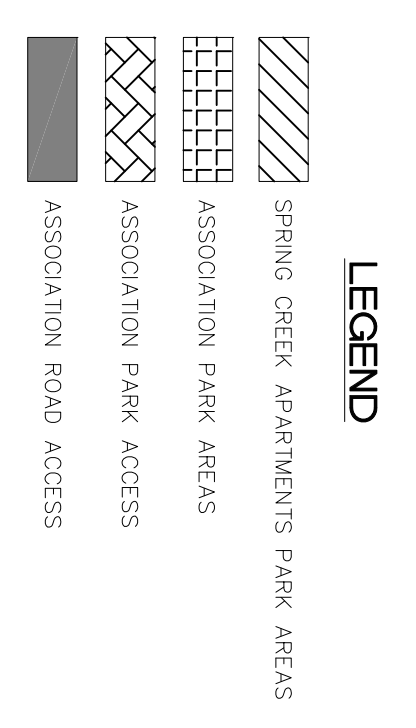 LEGEND
SPRING CREEK APARTMENTS PARK AREAS
ASSOCIATION PARK AREAS
ASSOCIATION PARK ACCESS
ASSOCIATION ROAD ACCESS